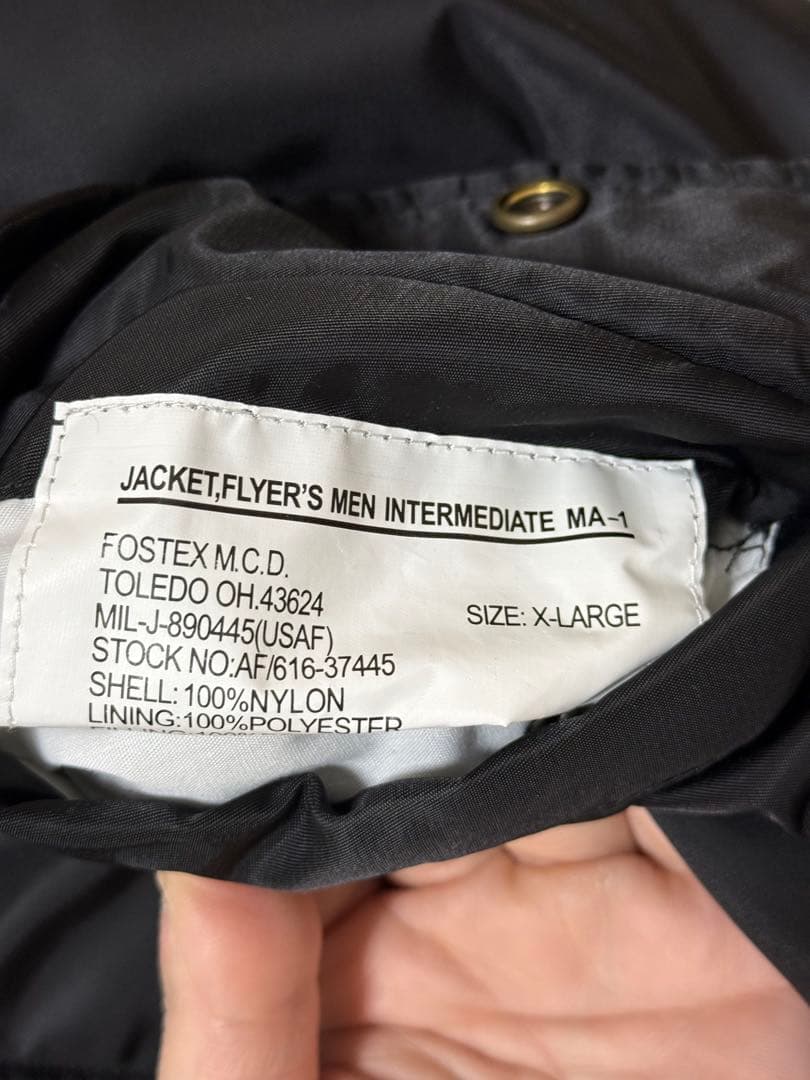 JACKET,FLYER'S MEN INTERMEDIATE MA-1
FOSTEX M.C.D.
TOLEDO OH.43624
MIL-J-890445(USAF)
SIZE: X-LARGE
STOCK NO:AF/616-37445
SHELL: 100%NYLON
LINING:100%POLYESTER